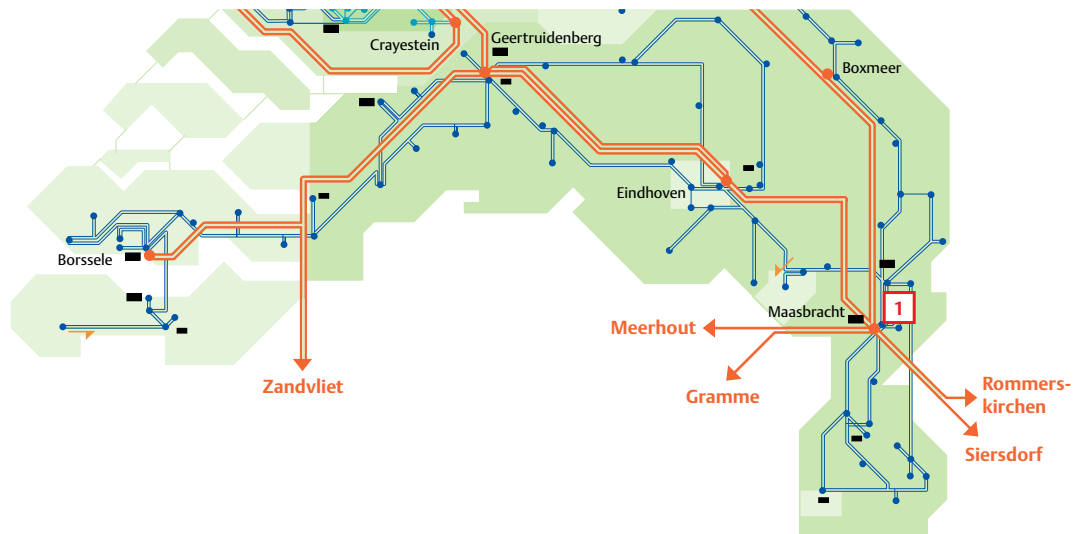 Geertruidenberg
Crayestein
Boxmeer
Eindhoven
Borssele
1
Maasbracht
Meerhout
Zandvliet
Gramme
Rommers-
kirchen
Siersdorf